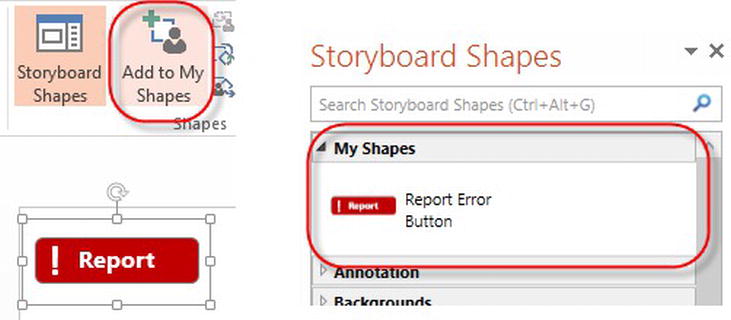 Storyboard
Shapes
Add to My
Shapes
Shapes
! Report
Storyboard Shapes
Search Storyboard Shapes (Ctrl+Alt+G)
My Shapes
! Report
Report Error
Button
Annotation
Backgrounds